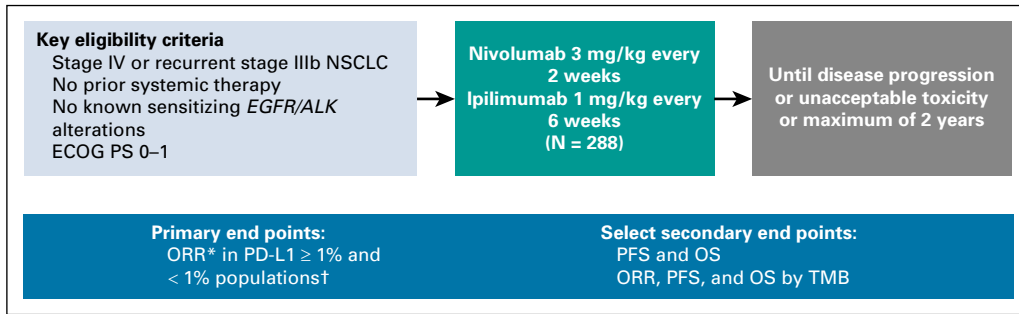 Key eligibility criteria
Stage IV or recurrent stage IIIb NSCLC
No prior systemic therapy
No known sensitizing EGFR/ALK
alterations
ECOG PS 0–1
Nivolumab 3 mg/kg every
2 weeks
Ipilimumab 1 mg/kg every
6 weeks
(N = 288)
Until disease progression
or unacceptable toxicity
or maximum of 2 years
Primary end points:
ORR* in PD-L1 ≥ 1% and
< 1% populations†
Select secondary end points:
PFS and OS
ORR, PFS, and OS by TMB